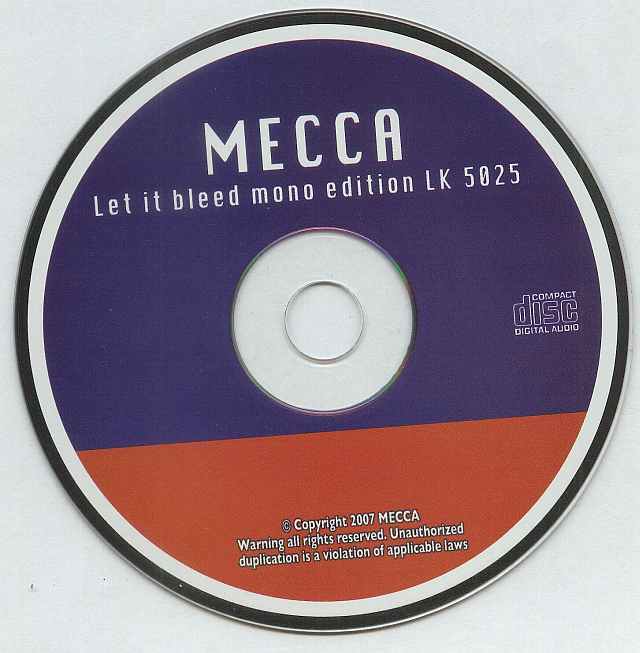 MECCA
Let it bleed mono edition LK 5025
COMPACT
disc
DIGITAL AUDIO
© Copyright 2007 MECCA
Warning all rights reserved. Unauthorized
duplication is a violation of applicable laws